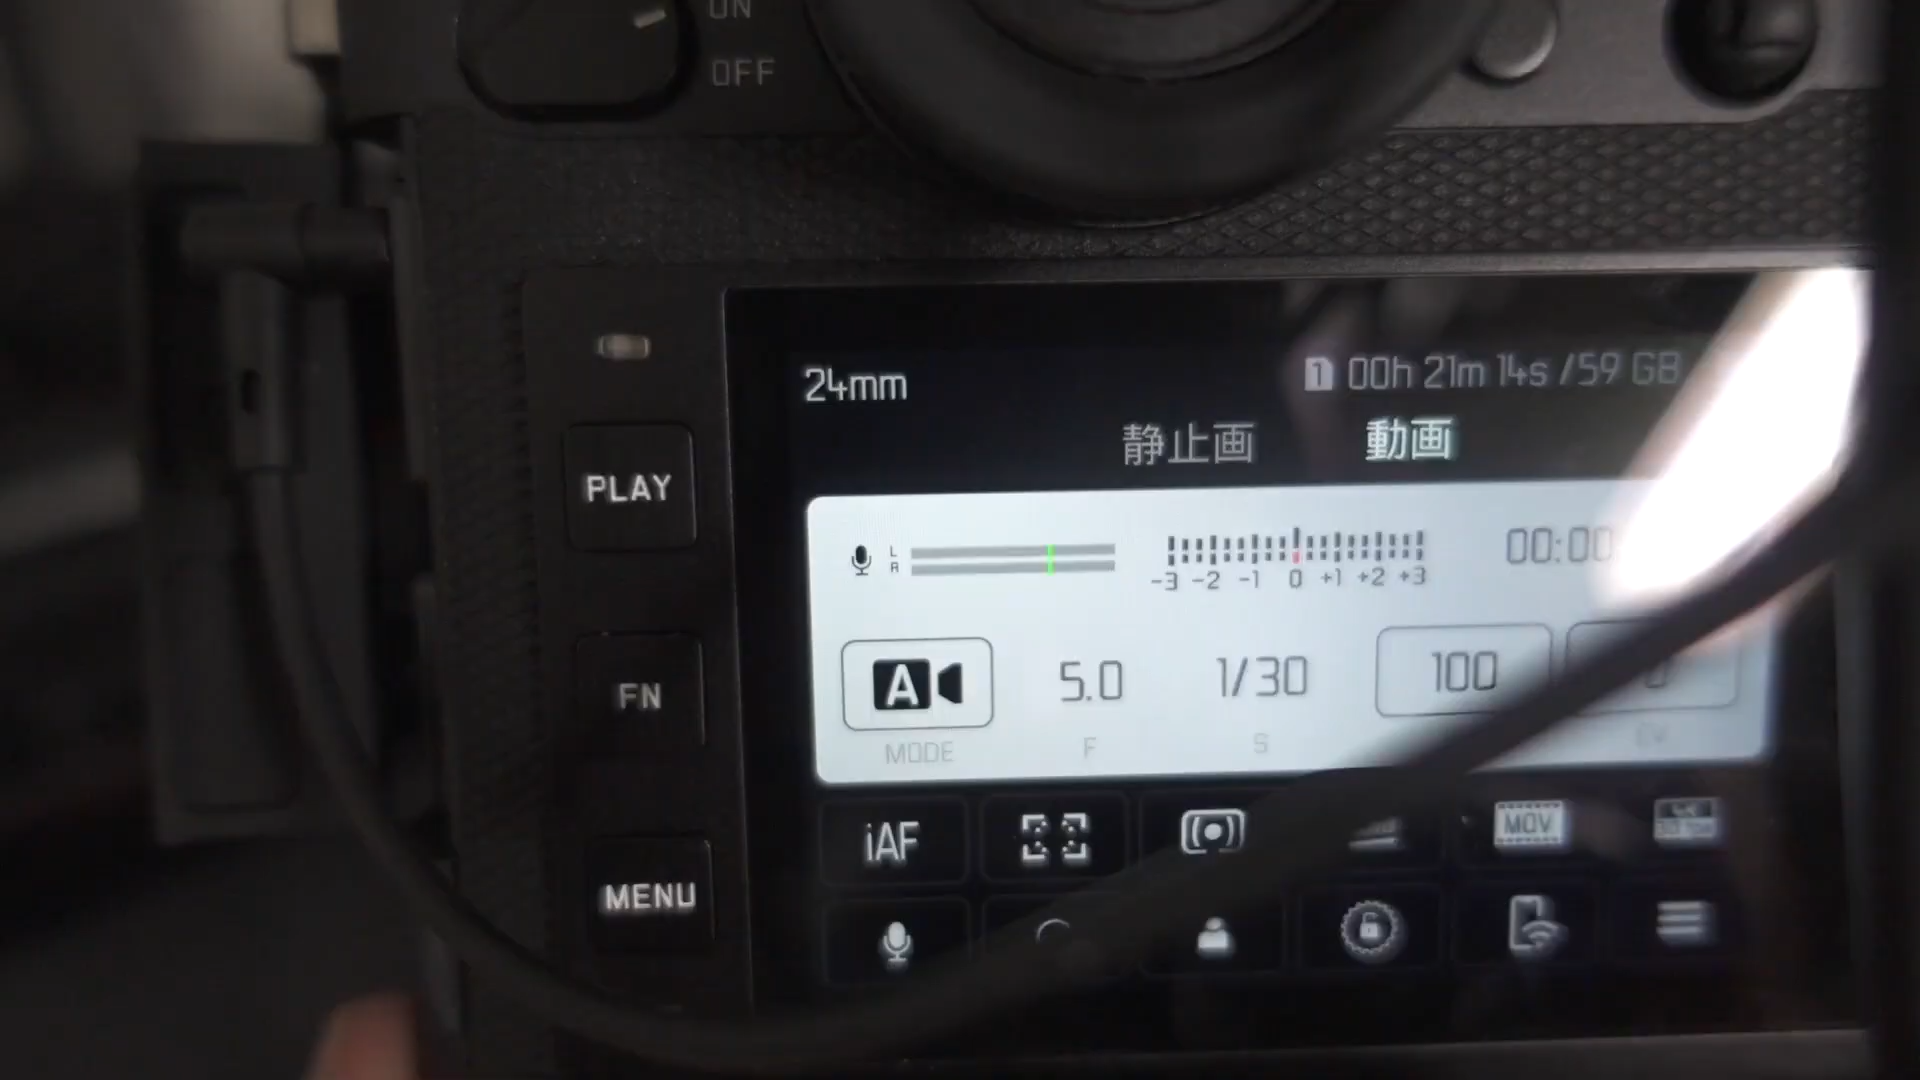 ON
OFF
24mm
1 00h 21m 14s /59 GB
静止画 動画
PLAY
L
R
-3 -2 -1 0 +1 +2 +3
00:00
A 5.0 1/30 100
FN
MODE F S EV
iAF
MOV
MENU